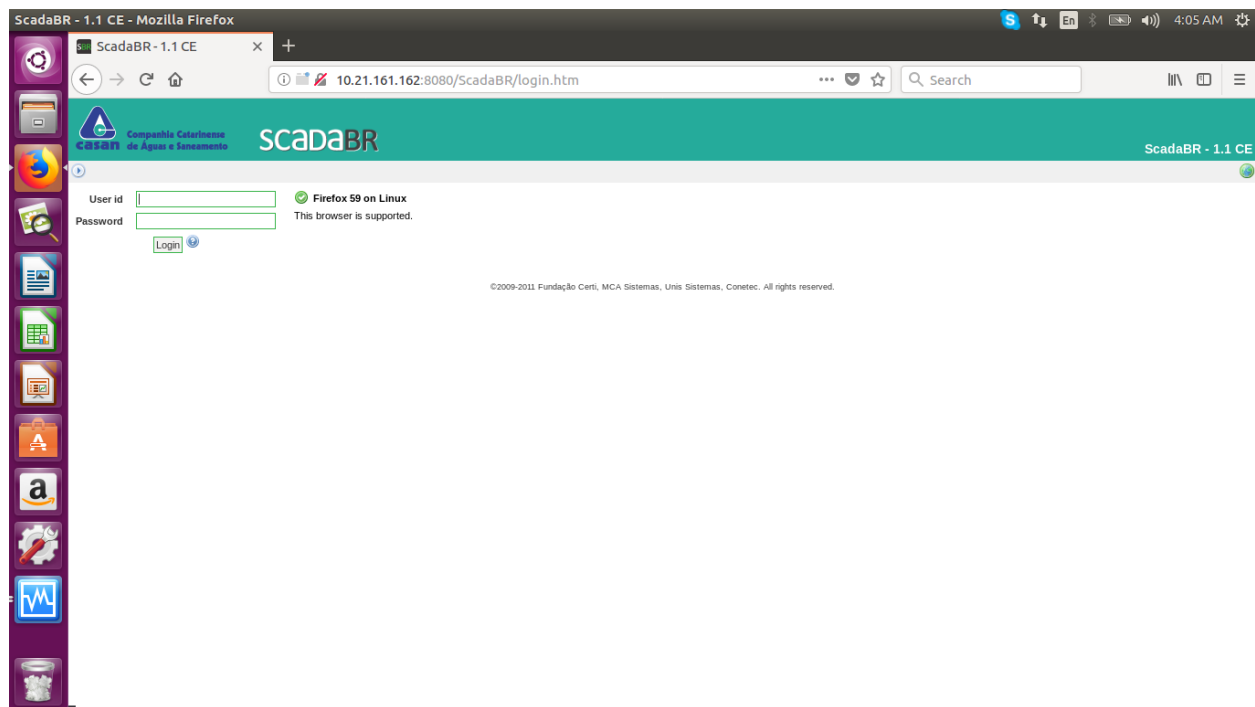 ScadaBR - 1.1 CE - Mozilla Firefox
S
En
4:05 AM
SBR ScadaBR - 1.1 CE
10.21.161.162:8080/ScadaBR/login.htm
Search
casan
Companhia Catarinense
de Águas e Saneamento
scadaBR
ScadaBR - 1.1 CE
User id
Firefox 59 on Linux
Password
This browser is supported.
Login
©2009-2011 Fundação Certi, MCA Sistemas, Unis Sistemas, Conetec. All rights reserved.
a